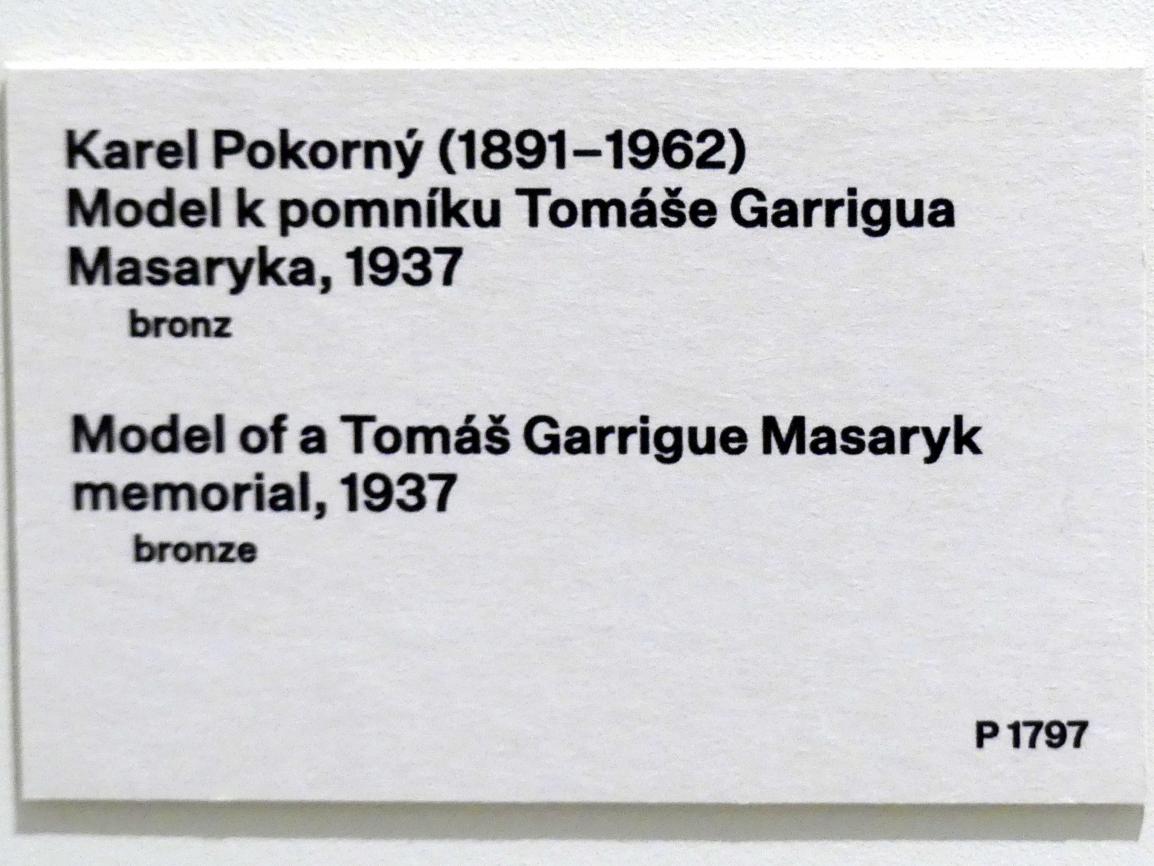 Karel Pokorný (1891–1962)
Model k pomníku Tomáše Garrigua
Masaryka, 1937
bronz
Model of a Tomáš Garrigue Masaryk
memorial, 1937
bronze
P 1797